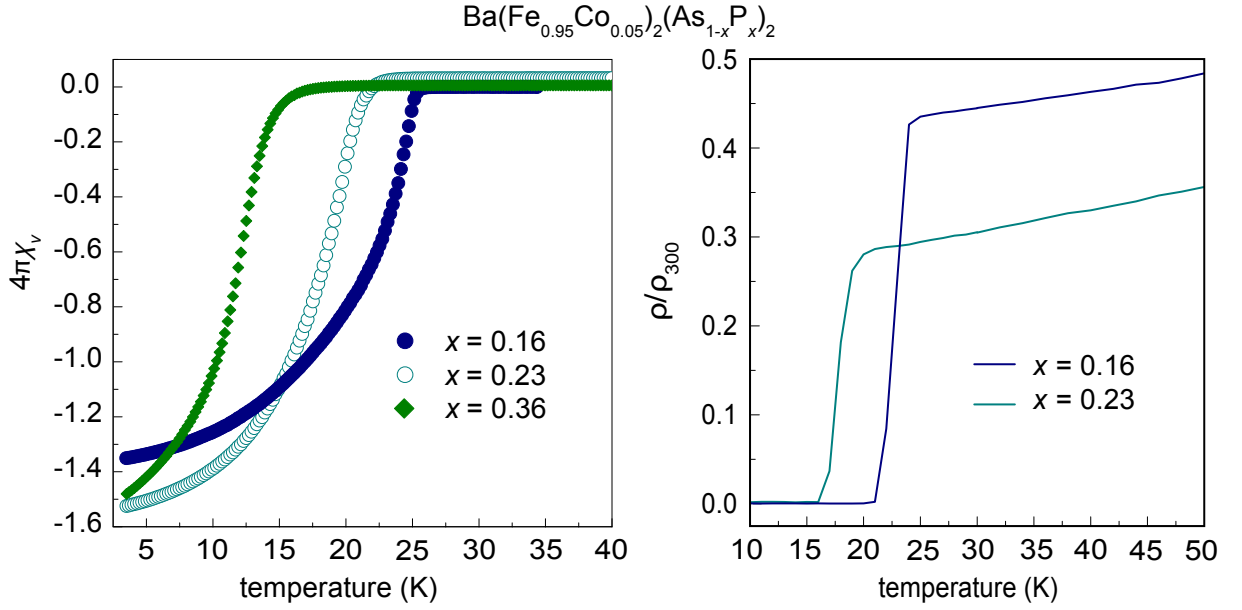 Ba(Fe0.95Co0.05)2(As1-xPx)2
4πχv
0.0
-0.2
-0.4
-0.6
-0.8
-1.0
-1.2
-1.4
-1.6
5 10 15 20 25 30 35 40
temperature (K)
x = 0.16
x = 0.23
x = 0.36
ρ/ρ300
0.5
0.4
0.3
0.2
0.1
0.0
10 15 20 25 30 35 40 45 50
temperature (K)
x = 0.16
x = 0.23